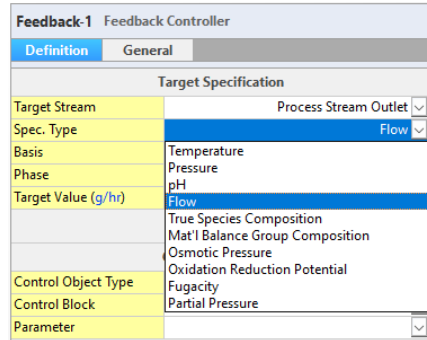 Feedback-1 Feedback Controller
Definition General
Target Specification
Target Stream Process Stream Outlet
Spec. Type Flow
Basis
Phase
Target Value (g/hr)
Temperature
Pressure
pH
Flow
True Species Composition
Mat'l Balance Group Composition
Osmotic Pressure
Oxidation Reduction Potential
Fugacity
Partial Pressure
Control Object Type
Control Block
Parameter